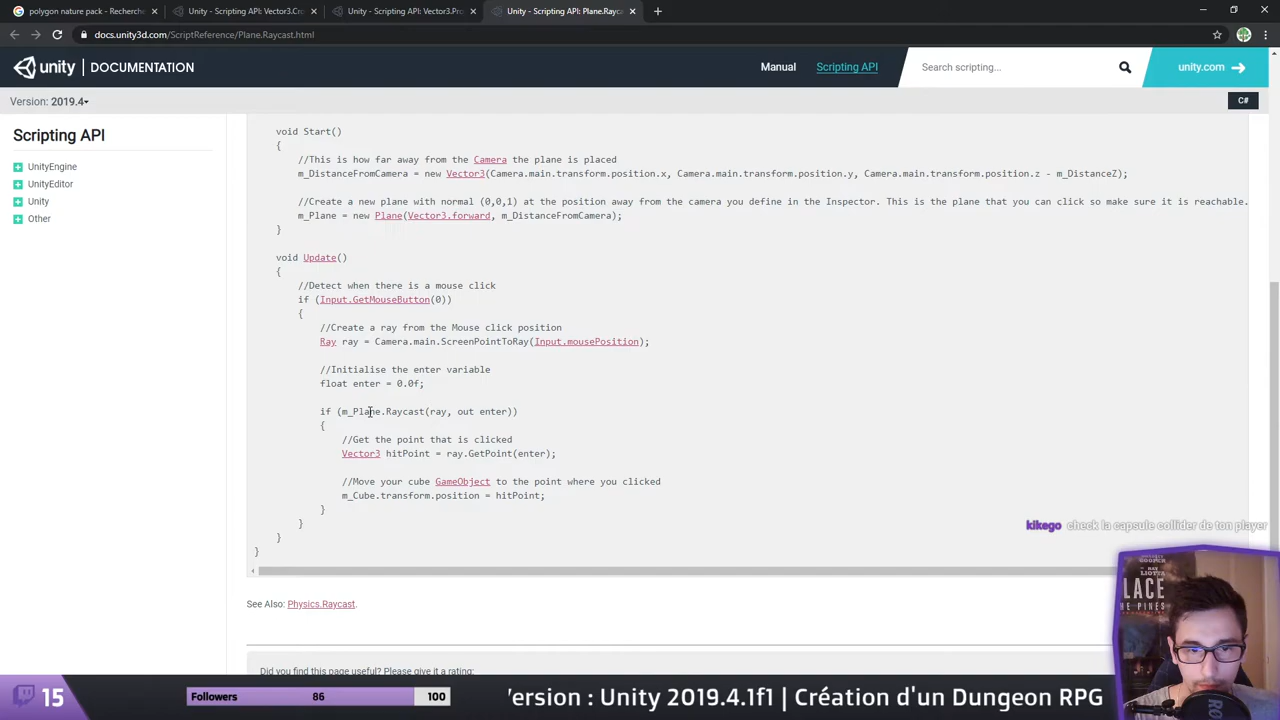 polygon nature pack - Recherche
Unity - Scripting API: Vector3.Cro
Unity - Scripting API: Vector3.Pro
Unity - Scripting API: Plane.Rayca
docs.unity3d.com/ScriptReference/Plane.Raycast.html
unity | DOCUMENTATION
Manual
Scripting API
Search scripting...
unity.com
Version: 2019.4
C#
Scripting API
UnityEngine
UnityEditor
Unity
Other
void Start()
{
//This is how far away from the Camera the plane is placed
m_DistanceFromCamera = new Vector3(Camera.main.transform.position.x, Camera.main.transform.position.y, Camera.main.transform.position.z - m_DistanceZ);
//Create a new plane with normal (0,0,1) at the position away from the camera you define in the Inspector. This is the plane that you can click so make sure it is reachable.
m_Plane = new Plane(Vector3.forward, m_DistanceFromCamera);
}
void Update()
{
//Detect when there is a mouse click
if (Input.GetMouseButton(0))
{
//Create a ray from the Mouse click position
Ray ray = Camera.main.ScreenPointToRay(Input.mousePosition);
//Initialise the enter variable
float enter = 0.0f;
if (m_Plane.Raycast(ray, out enter))
{
//Get the point that is clicked
Vector3 hitPoint = ray.GetPoint(enter);
//Move your cube GameObject to the point where you clicked
m_Cube.transform.position = hitPoint;
}
}
}
}
kikego check la capsule collider de ton player
See Also: Physics.Raycast.
Did you find this page useful? Please give it a rating:
LACE
THE PINES
15
Followers 86 100
Version : Unity 2019.4.1f1 | Création d'un Dungeon RPG